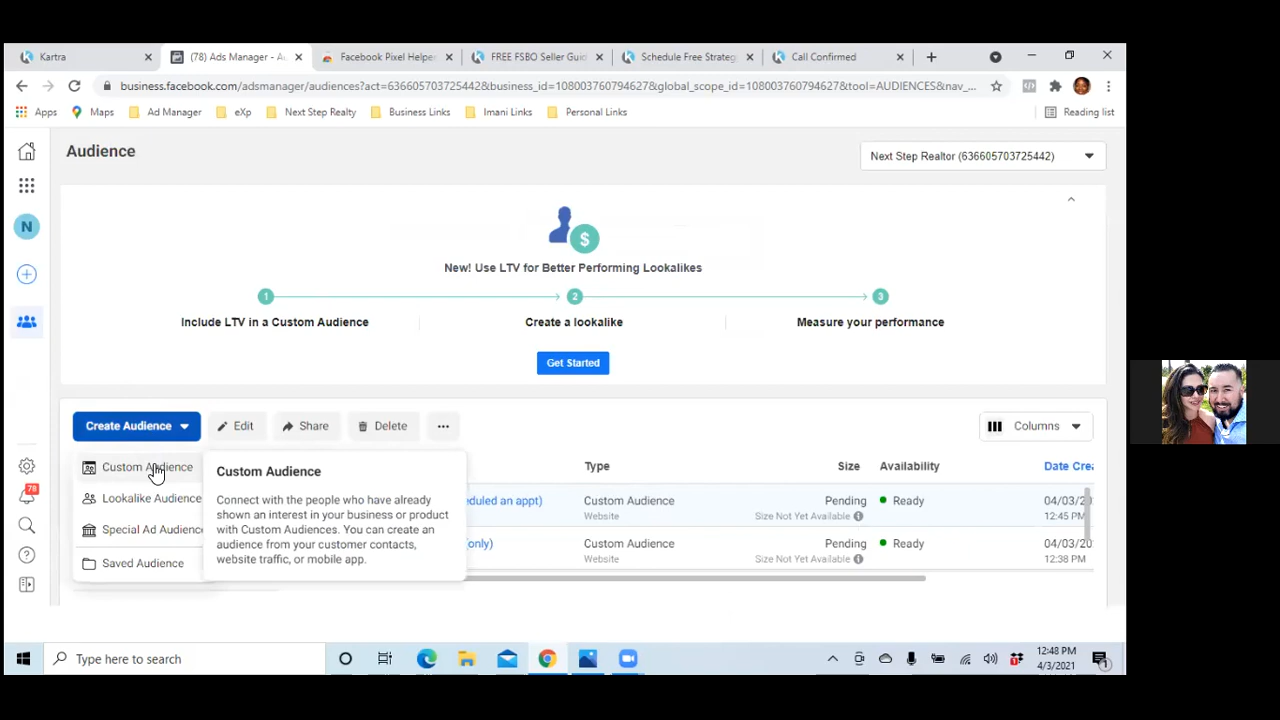 Kartra
(78) Ads Manager - Au
Facebook Pixel Helper
FREE FSBO Seller Guid
Schedule Free Strateg
Call Confirmed
business.facebook.com/adsmanager/audiences?act=636605703725442&business_id=108003760794627&global_scope_id=108003760794627&tool=AUDIENCES&nav_...
Apps
Maps
Ad Manager
eXp
Next Step Realty
Business Links
Imani Links
Personal Links
Reading list
Audience
Next Step Realtor (636605703725442)
N
$
New! Use LTV for Better Performing Lookalikes
1
2
3
Include LTV in a Custom Audience
Create a lookalike
Measure your performance
Get Started
Create Audience
Edit
Share
Delete
...
Columns
Custom Audience
Lookalike Audience
Special Ad Audience
Saved Audience
Custom Audience
Connect with the people who have already
shown an interest in your business or product
with Custom Audiences. You can create an
audience from your customer contacts,
website traffic, or mobile app.
Type
Size
Availability
Date Crea
eduled an appt)
Custom Audience
Website
Pending
Size Not Yet Available
Ready
04/03/20
12:45 PM
only)
Custom Audience
Website
Pending
Size Not Yet Available
Ready
04/03/20
12:38 PM
78
Type here to search
12:48 PM
4/3/2021
1